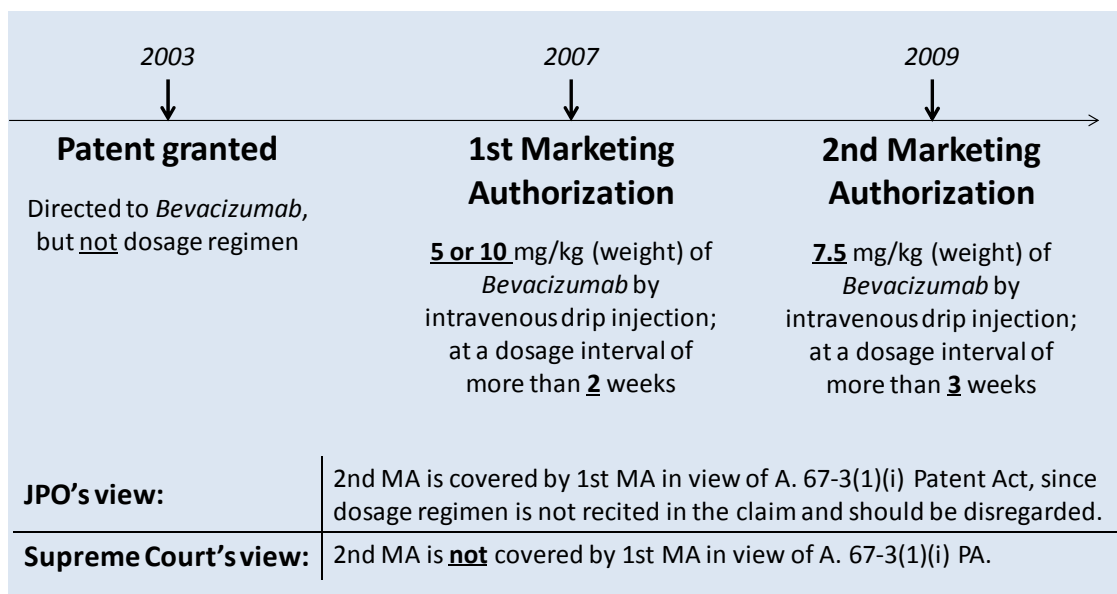 2003
2007
2009
Patent granted
Directed to Bevacizumab,
but not dosage regimen
1st Marketing
Authorization
5 or 10 mg/kg (weight) of
Bevacizumab by
intravenous drip injection;
at a dosage interval of
more than 2 weeks
2nd Marketing
Authorization
7.5 mg/kg (weight) of
Bevacizumab by
intravenous drip injection;
at a dosage interval of
more than 3 weeks
JPO's view:
2nd MA is covered by 1st MA in view of A. 67-3(1)(i) Patent Act, since
dosage regimen is not recited in the claim and should be disregarded.
Supreme Court's view:
2nd MA is not covered by 1st MA in view of A. 67-3(1)(i) PA.